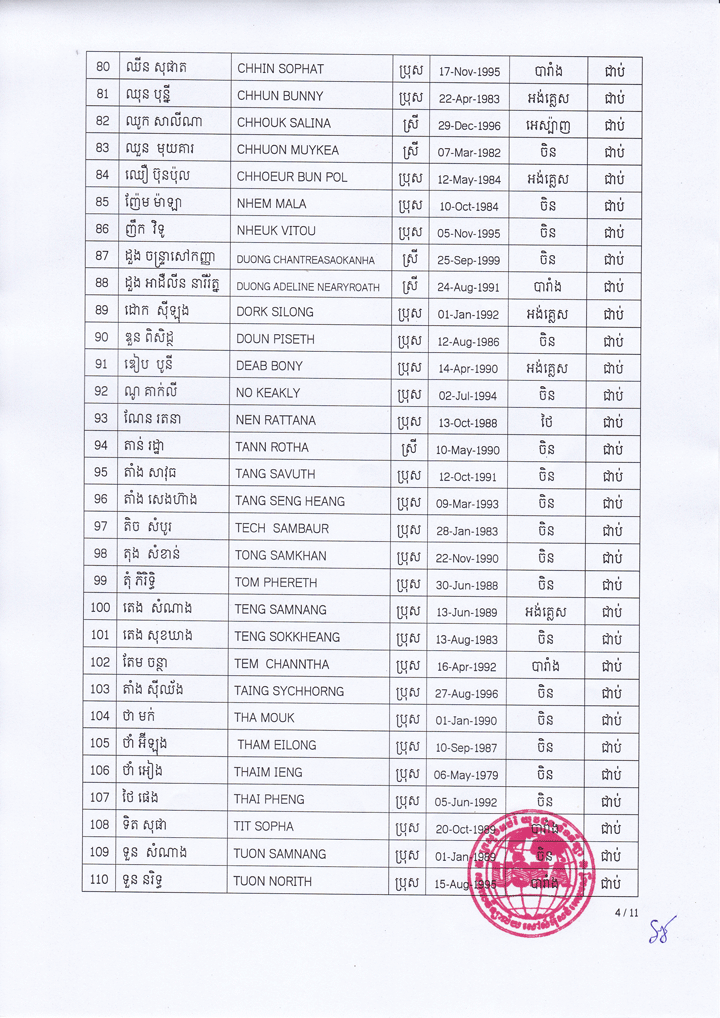 80 ឈីន សុផាត CHHIN SOPHAT ប្រុស 17-Nov-1995 បារាំង ជាប់
81 ឈុន ប៊ុន្នី CHHUN BUNNY ប្រុស 22-Apr-1983 អង់គ្លេស ជាប់
82 ឈូក សាលីណា CHHOUK SALINA ស្រី 29-Dec-1996 អេស្ប៉ាញ ជាប់
83 ឈួន មុយគារ CHHUON MUYKEA ស្រី 07-Mar-1982 ចិន ជាប់
84 ឈឿ ប៊ុនប៉ុល CHHOEUR BUN POL ប្រុស 12-May-1984 អង់គ្លេស ជាប់
85 ញ៉ែម ម៉ាឡា NHEM MALA ប្រុស 10-Oct-1984 ចិន ជាប់
86 ញឹក វិទូ NHEUK VITOU ប្រុស 05-Nov-1995 ចិន ជាប់
87 ដួង ចន្ទ្រាសៅកញ្ញា DUONG CHANTREASAOKANHA ស្រី 25-Sep-1999 ចិន ជាប់
88 ដួង អាដឺលីន នារីរ័ត្ន DUONG ADELINE NEARYROATH ស្រី 24-Aug-1991 បារាំង ជាប់
89 ដោក ស៊ីឡុង DORK SILONG ប្រុស 01-Jan-1992 អង់គ្លេស ជាប់
90 ឌួន ពិសិដ្ឋ DOUN PISETH ប្រុស 12-Aug-1986 ចិន ជាប់
91 ឌៀប បូនី DEAB BONY ប្រុស 14-Apr-1990 អង់គ្លេស ជាប់
92 ណូ គាក់លី NO KEAKLY ប្រុស 02-Jul-1994 ចិន ជាប់
93 ណែន រតនា NEN RATTANA ប្រុស 13-Oct-1988 ថៃ ជាប់
94 តាន់ រដ្ឋា TANN ROTHA ស្រី 10-May-1990 ចិន ជាប់
95 តាំង សាវុធ TANG SAVUTH ប្រុស 12-Oct-1991 ចិន ជាប់
96 តាំង សេងហ៊ាង TANG SENG HEANG ប្រុស 09-Mar-1993 ចិន ជាប់
97 តិច សំបូរ TECH SAMBAUR ប្រុស 28-Jan-1983 ចិន ជាប់
98 តុង សំខាន់ TONG SAMKHAN ប្រុស 22-Nov-1990 ចិន ជាប់
99 តុំ ភិរិទ្ធិ TOM PHERETH ប្រុស 30-Jun-1988 ចិន ជាប់
100 តេង សំណាង TENG SAMNANG ប្រុស 13-Jun-1989 អង់គ្លេស ជាប់
101 តេង សុខឃាង TENG SOKKHEANG ប្រុស 13-Aug-1983 ចិន ជាប់
102 តែម ចន្ថា TEM CHANNTHA ប្រុស 16-Apr-1992 បារាំង ជាប់
103 តាំង ស៊ីឈ័ង TAING SYCHHORNG ប្រុស 27-Aug-1996 ចិន ជាប់
104 ថា មក់ THA MOUK ប្រុស 01-Jan-1990 ចិន ជាប់
105 ថាំ អ៊ីឡុង THAM EILONG ប្រុស 10-Sep-1987 ចិន ជាប់
106 ថាំ អៀង THAIM IENG ប្រុស 06-May-1979 ចិន ជាប់
107 ថៃ ផេង THAI PHENG ប្រុស 05-Jun-1992 ចិន ជាប់
108 ទិត សុផា TIT SOPHA ប្រុស 20-Oct-1989 បារាំង ជាប់
109 ទួន សំណាង TUON SAMNANG ប្រុស 01-Jan-1989 ចិន ជាប់
110 ទួន នរិទ្ធ TUON NORITH ប្រុស 15-Aug-1995 បារាំង ជាប់
USEA
4 / 11